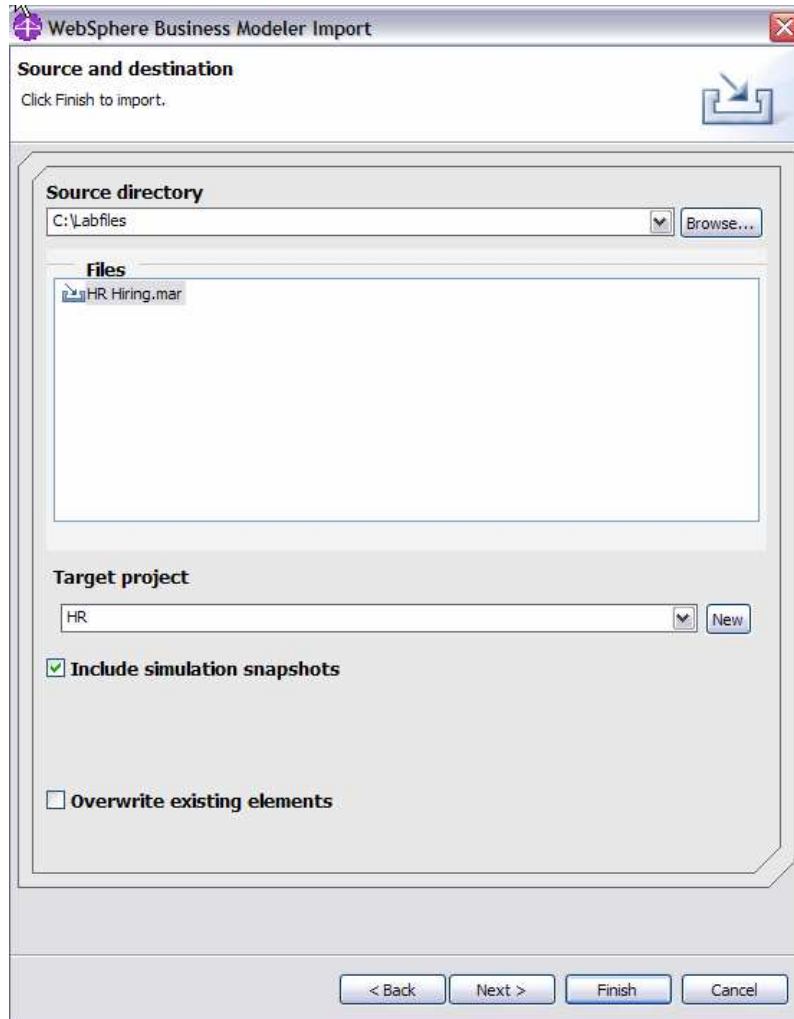 WebSphere Business Modeler Import
Source and destination
Click Finish to import.
Source directory
C:\Labfiles
Browse...
Files
HR Hiring.mar
Target project
HR
New
Include simulation snapshots
Overwrite existing elements
< Back Next > Finish Cancel